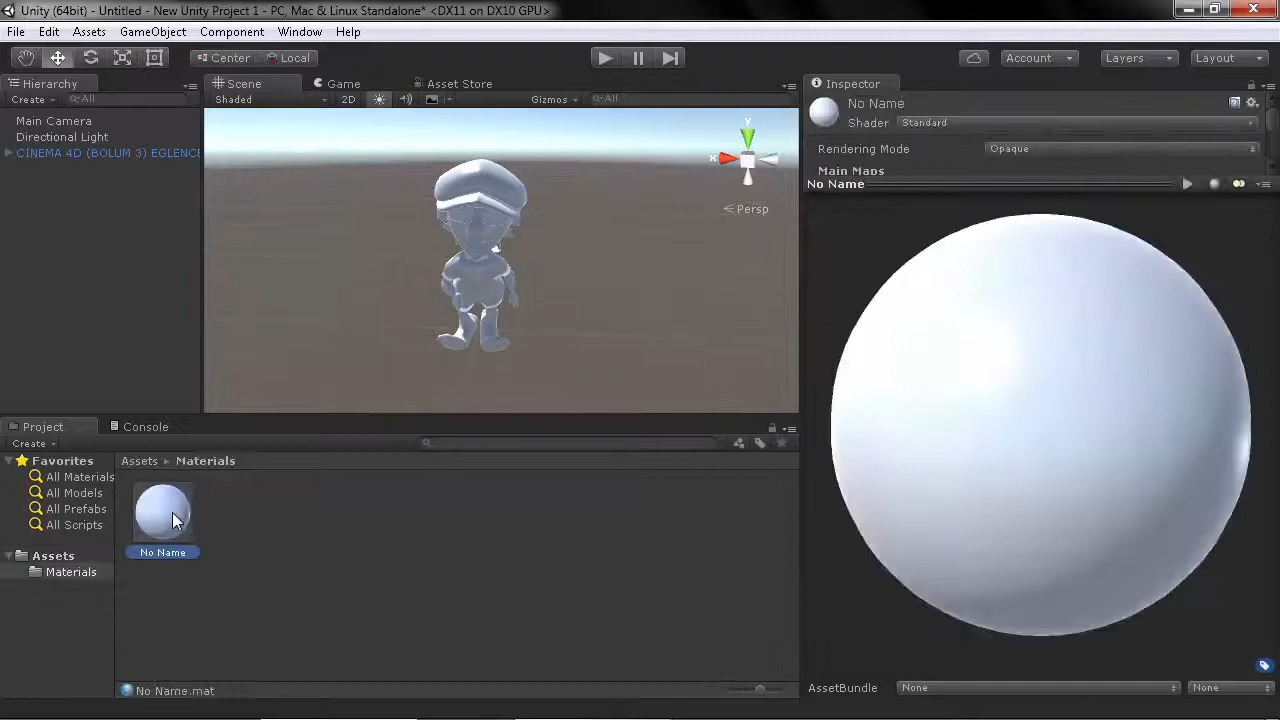 Unity (64bit) - Untitled - New Unity Project 1 - PC, Mac & Linux Standalone* <DX11 on DX10 GPU>
File Edit Assets GameObject Component Window Help
Center Local Account Layers Layout
Hierarchy Scene Game Asset Store Inspector
Create All Shaded 2D Gizmos All No Name
Shader Standard
Main Camera
Directional Light
CINEMA 4D (BOLUM 3) EGLENCE
Rendering Mode Opaque
Main Maps
No Name
y
x
Persp
Project Console
Create
Favorites
All Materials
All Models
All Prefabs
All Scripts
Assets
Materials
Assets Materials
No Name
No Name.mat
AssetBundle None None